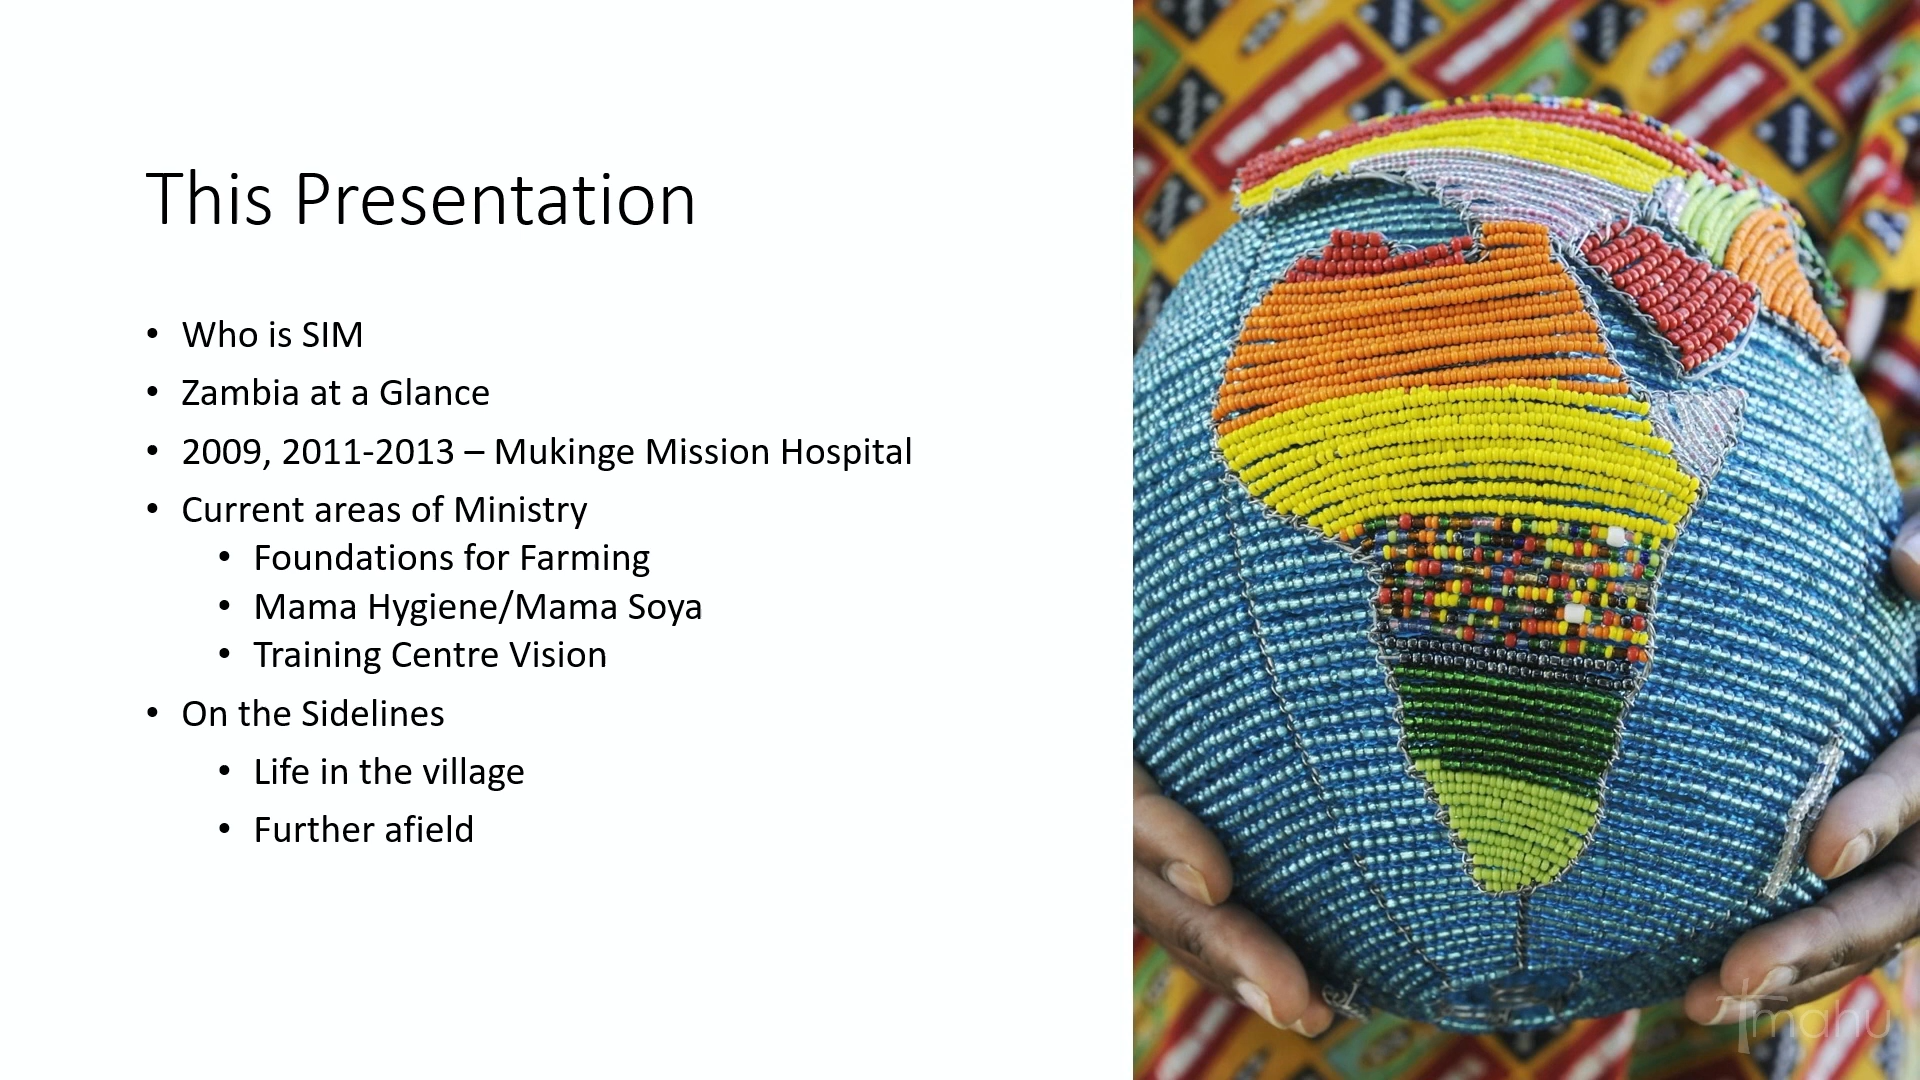 This Presentation
• Who is SIM
• Zambia at a Glance
• 2009, 2011-2013 – Mukinge Mission Hospital
• Current areas of Ministry
• Foundations for Farming
• Mama Hygiene/Mama Soya
• Training Centre Vision
• On the Sidelines
• Life in the village
• Further afield
mahu